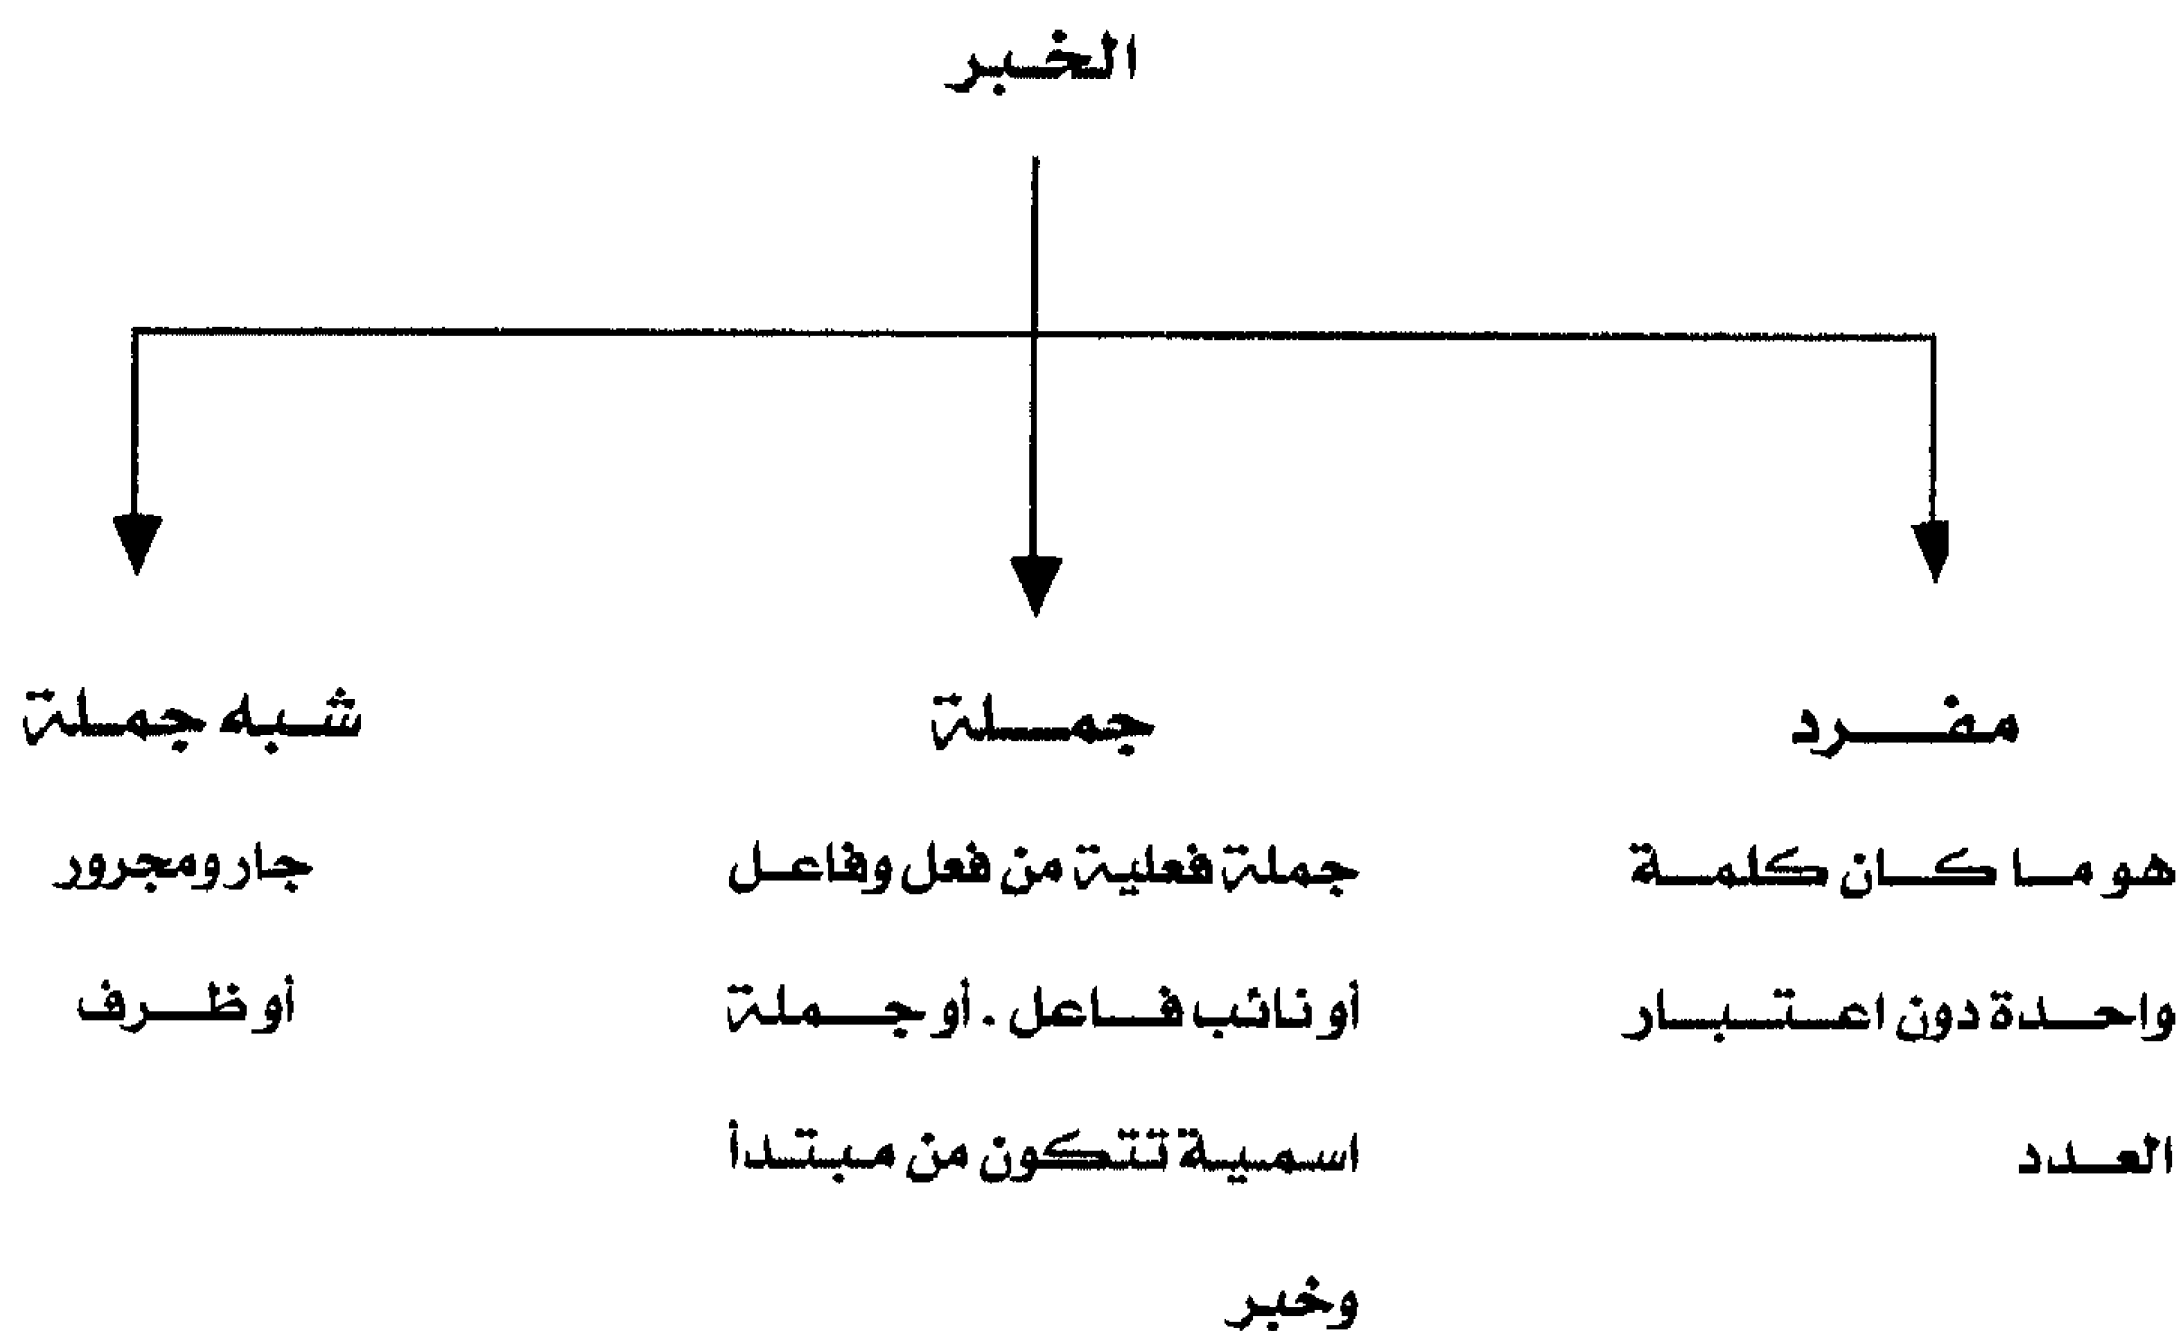 الخبر
مفرد
هو ما كان كلمة
واحدة دون اعتبار
العدد
جملة
جملة فعلية من فعل وفاعل
أو نائب فاعل . أو جملة
اسمية تتكون من مبتدأ
وخبر
شبه جملة
جار ومجرور
أو ظرف